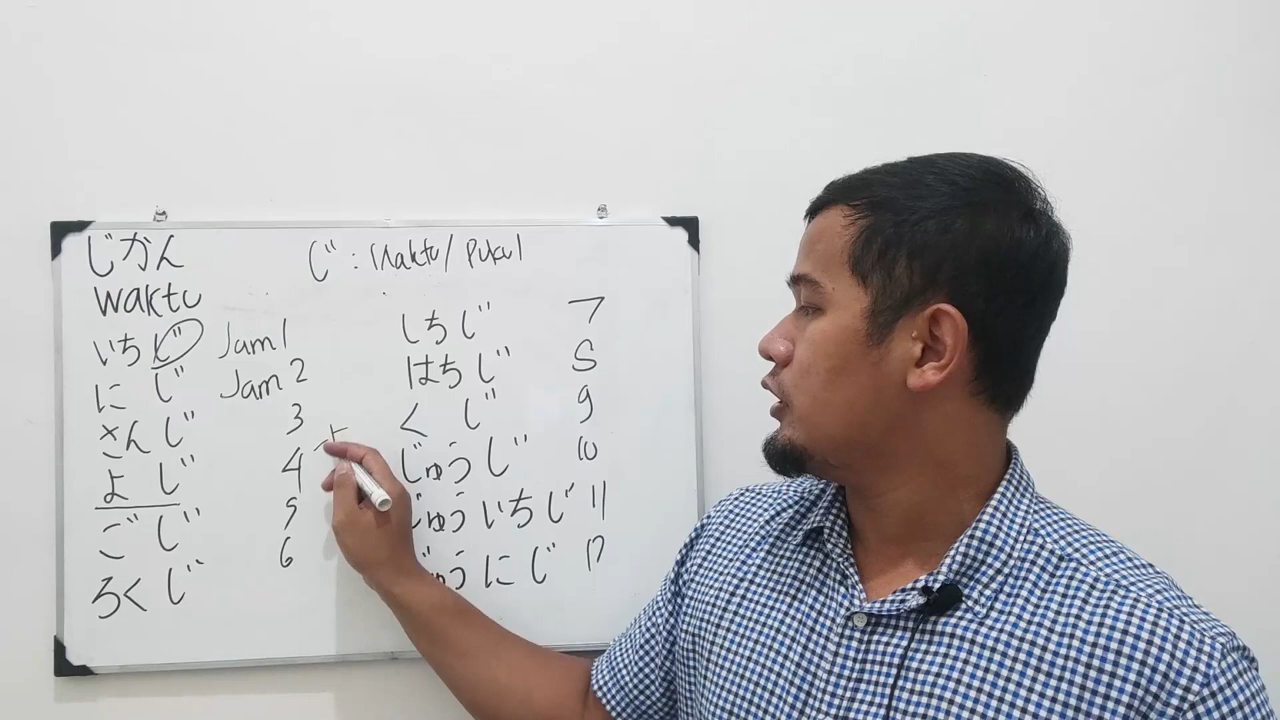 じかん
waktu
じ : Waktu / Pukul
いちじ Jam 1
にじ Jam 2
さんじ 3
よじ 4
ごじ 5
ろくじ 6
しちじ 7
はちじ 8
くじ 9
じゅうじ 10
じゅういちじ 11
じゅうにじ 12